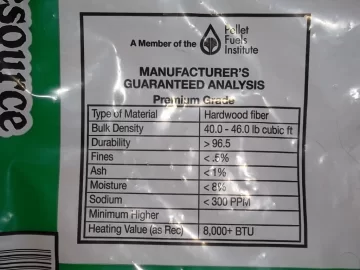 esource
A Member of the
Pellet
Fuels
Institute
MANUFACTURER'S
GUARANTEED ANALYSIS
Premium Grade
Type of Material Hardwood fiber
Bulk Density 40.0 - 46.0 lb cubic ft
Durability > 96.5
Fines < .5%
Ash < 1%
Moisture < 8%
Sodium < 300 PPM
Minimum Higher
Heating Value (as Rec) 8,000+ BTU